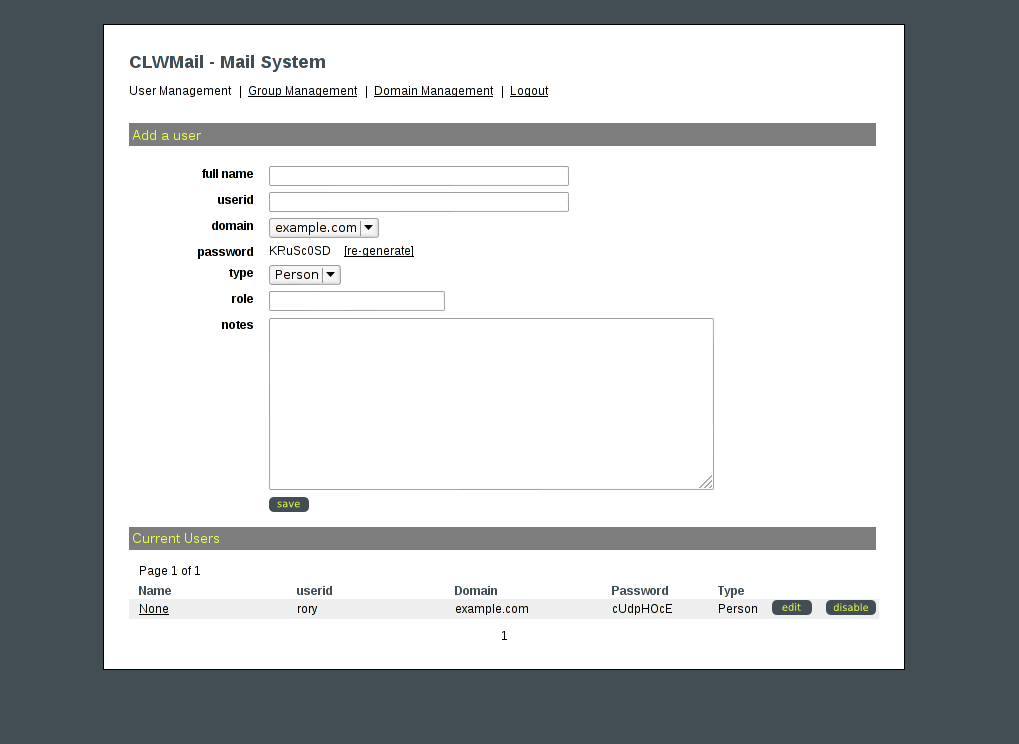 CLWMail - Mail System
User Management | Group Management | Domain Management | Logout
Add a user
full name
userid
domain example.com
password KRuSc0SD [re-generate]
type Person
role
notes
save
Current Users
Page 1 of 1
Name userid Domain Password Type
None rory example.com cUdpHOcE Person edit disable
1